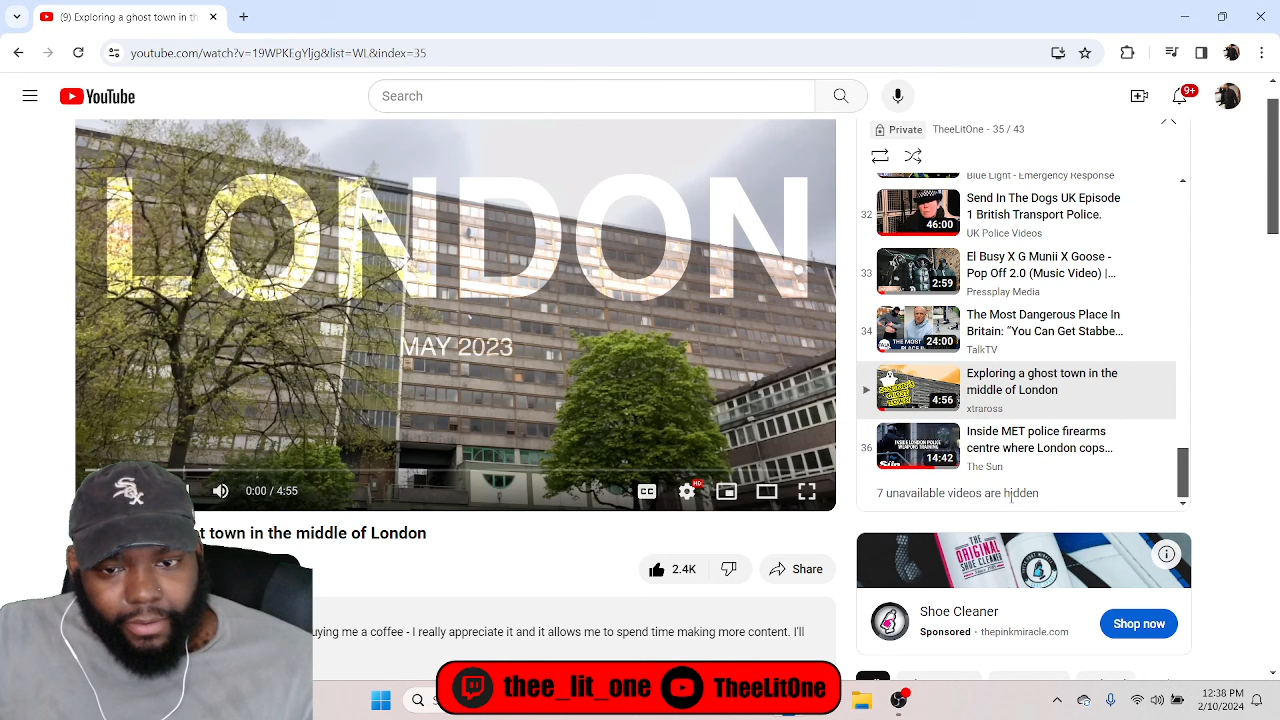 (9) Exploring a ghost town in th
youtube.com/watch?v=19WPKEgYljg&list=WL&index=35
YouTube
Search
9+
LONDON
MAY 2023
0:00 / 4:55
CC
HD
Private
TheeLitOne - 35 / 43
Blue Light - Emergency Response
32
46:00
Send In The Dogs UK Episode
1 British Transport Police.
UK Police Videos
33
2:59
El Busy X G Munii X Goose -
Pop Off 2.0 (Music Video) |...
Pressplay Media
34
24:00
The Most Dangerous Place In
Britain: “You Can Get Stabbe...
TalkTV
4:56
Exploring a ghost town in the
middle of London
xtraross
36
14:42
Inside MET police firearms
centre where London cops...
The Sun
7 unavailable videos are hidden
st town in the middle of London
2.4K
Share
uying me a coffee - I really appreciate it and it allows me to spend time making more content. I'll
THE
ORIGINAL
SHOE CLEANER
Shoe Cleaner
Sponsored · thepinkmiracle.com
Shop now
Sox
thee_lit_one
TheeLitOne
12:38 PM
2/10/2024